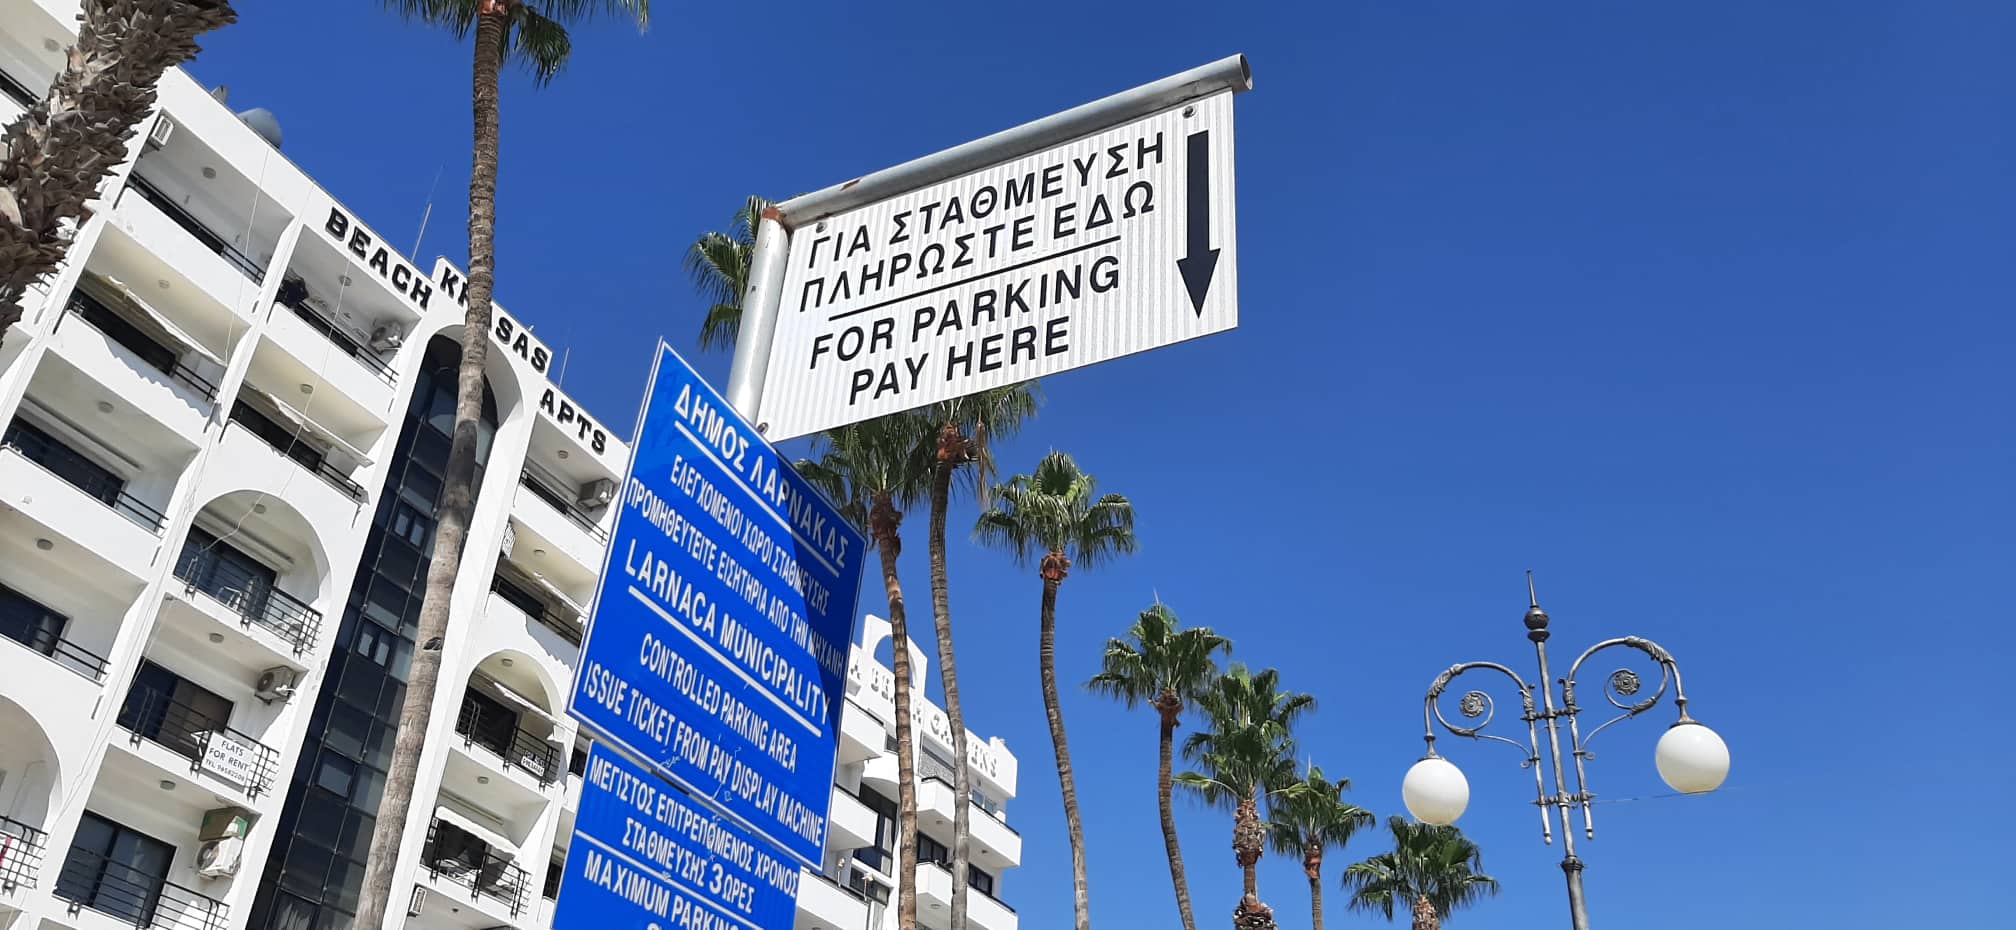 BEACH
APTS
ΓΙΑ ΣΤΑΘΜΕΥΣΗ
ΠΛΗΡΩΣΤΕ ΕΔΩ
FOR PARKING
PAY HERE
ΔΗΜΟΣ ΛΑΡΝΑΚΑΣ
ΕΛΕΓΧΟΜΕΝΟΙ ΧΩΡΟΙ ΣΤΑΘΜΕΥΣΗΣ
ΠΡΟΜΗΘΕΥΤΕΙΤΕ ΕΙΣΗΤΗΡΙΑ ΑΠΟ ΤΗΝ ΜΗΧΑΝΗ
LARNACA MUNICIPALITY
CONTROLLED PARKING AREA
ISSUE TICKET FROM PAY DISPLAY MACHINE
ΜΕΓΙΣΤΟΣ ΕΠΙΤΡΕΠΟΜΕΝΟΣ ΧΡΟΝΟΣ
ΣΤΑΘΜΕΥΣΗΣ 3 ΩΡΕΣ
MAXIMUM PARKING
FLATS
FOR RENT
TEL. 99582208